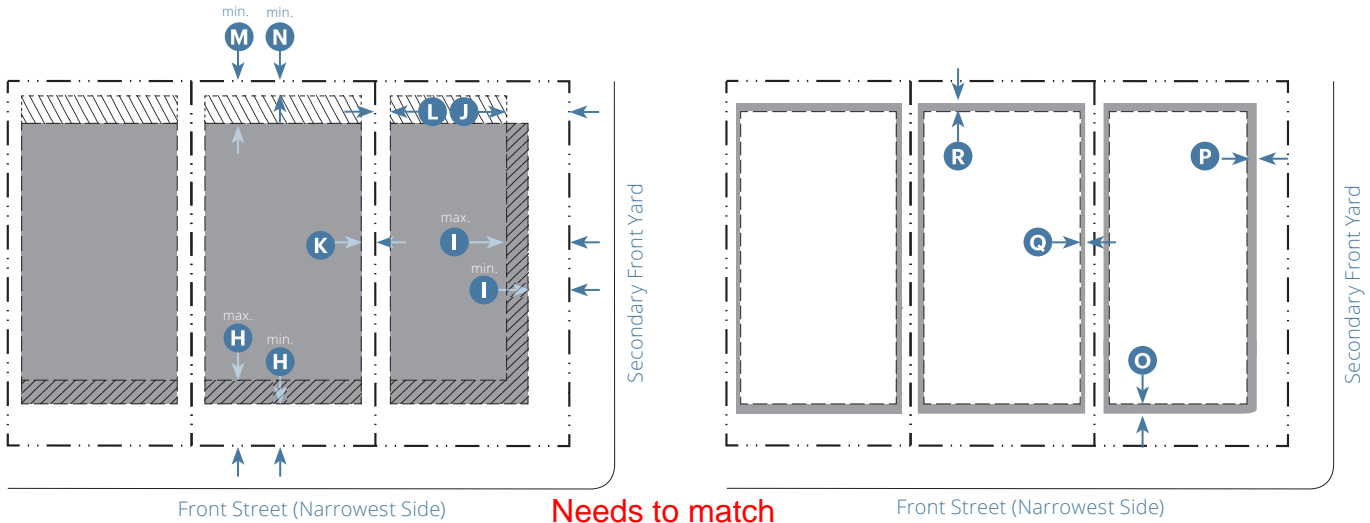 min. min.
M N
L J
R
P
max.
K I
Q
min.
I
max.
H min.
H
O
Secondary Front Yard
Secondary Front Yard
Front Street (Narrowest Side)
Needs to match
Front Street (Narrowest Side)